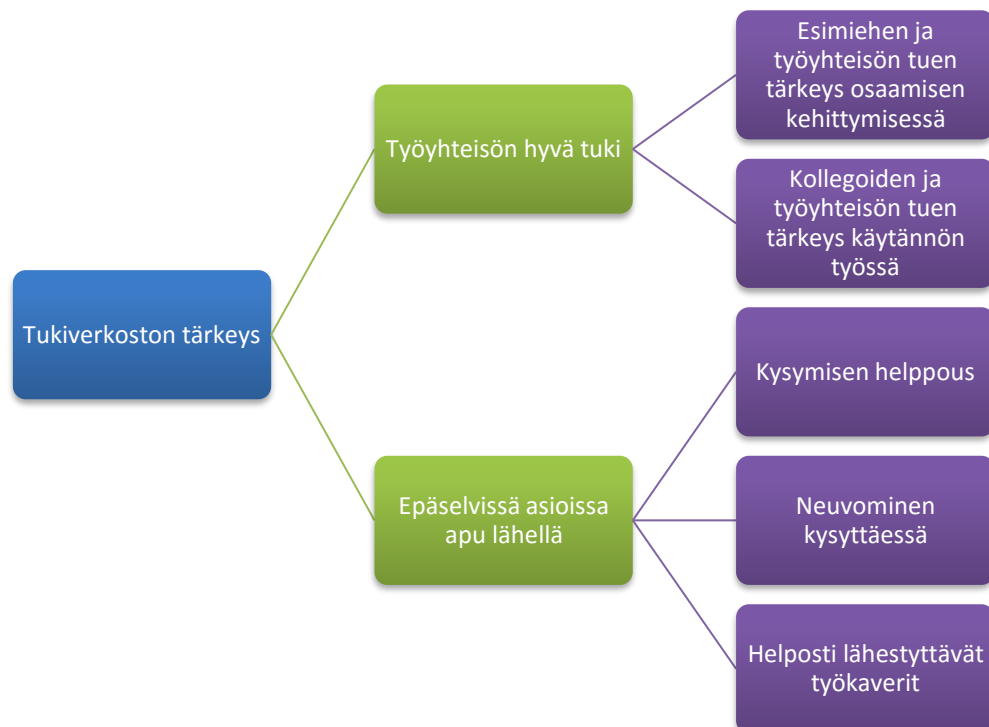 Tukiverkoston tärkeys
Työyhteisön hyvä tuki
Esimiehen ja
työyhteisön tuen
tärkeys osaamisen
kehittymisessä
Kollegoiden ja
työyhteisön tuen
tärkeys käytännön
työssä
Epäselvissä asioissa
apu lähellä
Kysymisen helppous
Neuvominen
kysyttäessä
Helposti lähestyttävät
työkaverit